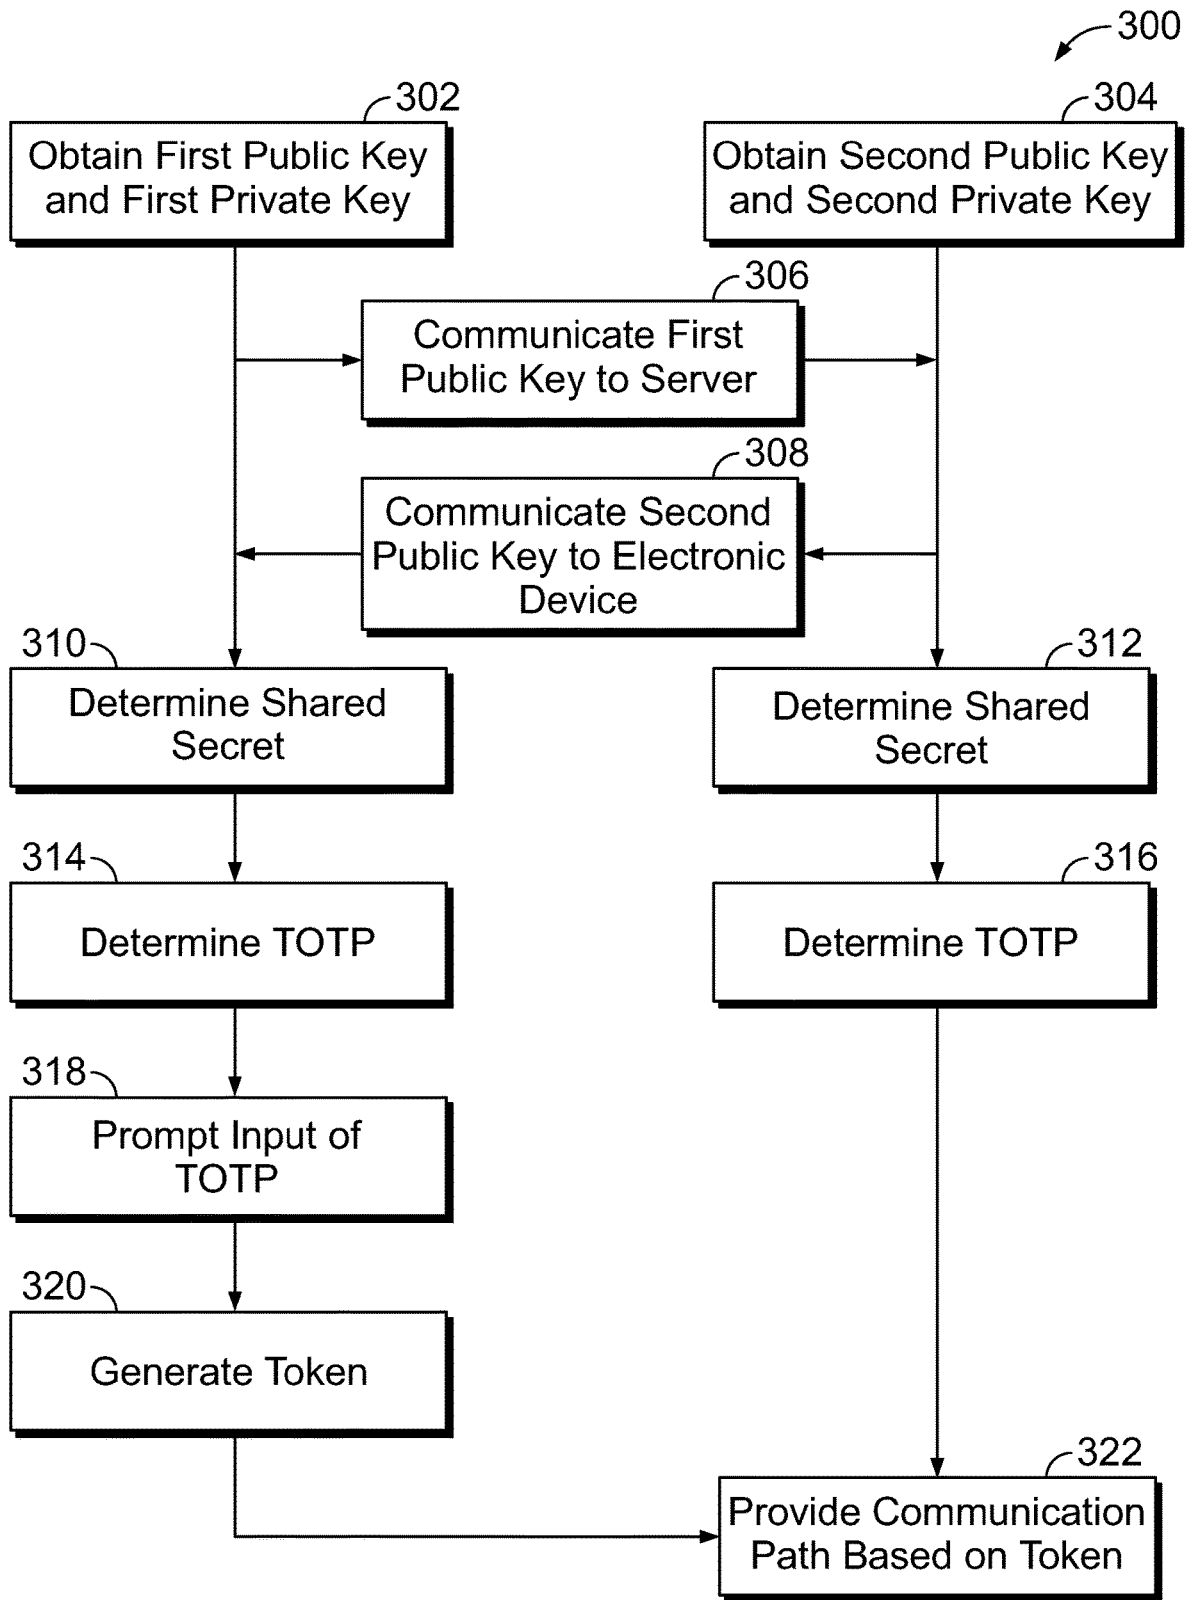 300
302
Obtain First Public Key
and First Private Key
304
Obtain Second Public Key
and Second Private Key
306
Communicate First
Public Key to Server
308
Communicate Second
Public Key to Electronic
Device
310
Determine Shared
Secret
312
Determine Shared
Secret
314
Determine TOTP
316
Determine TOTP
318
Prompt Input of
TOTP
320
Generate Token
322
Provide Communication
Path Based on Token